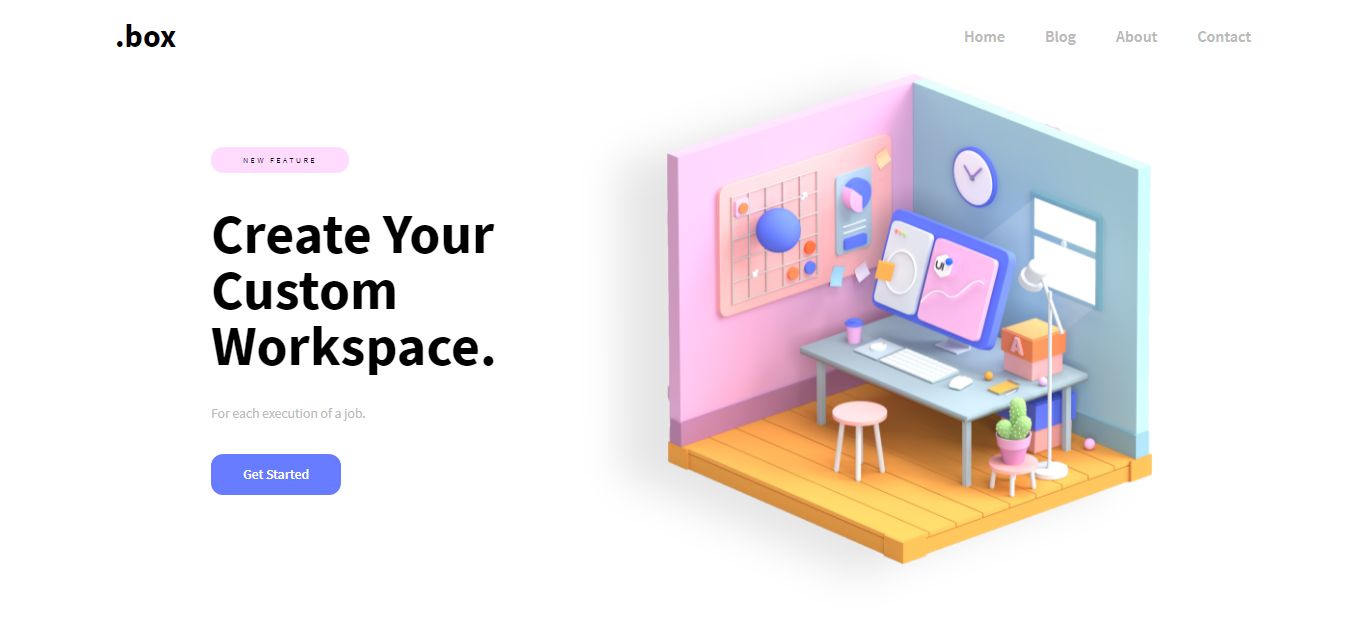 .box
Home Blog About Contact
NEW FEATURE
Create Your
Custom
Workspace.
For each execution of a job.
Get Started
UI
A